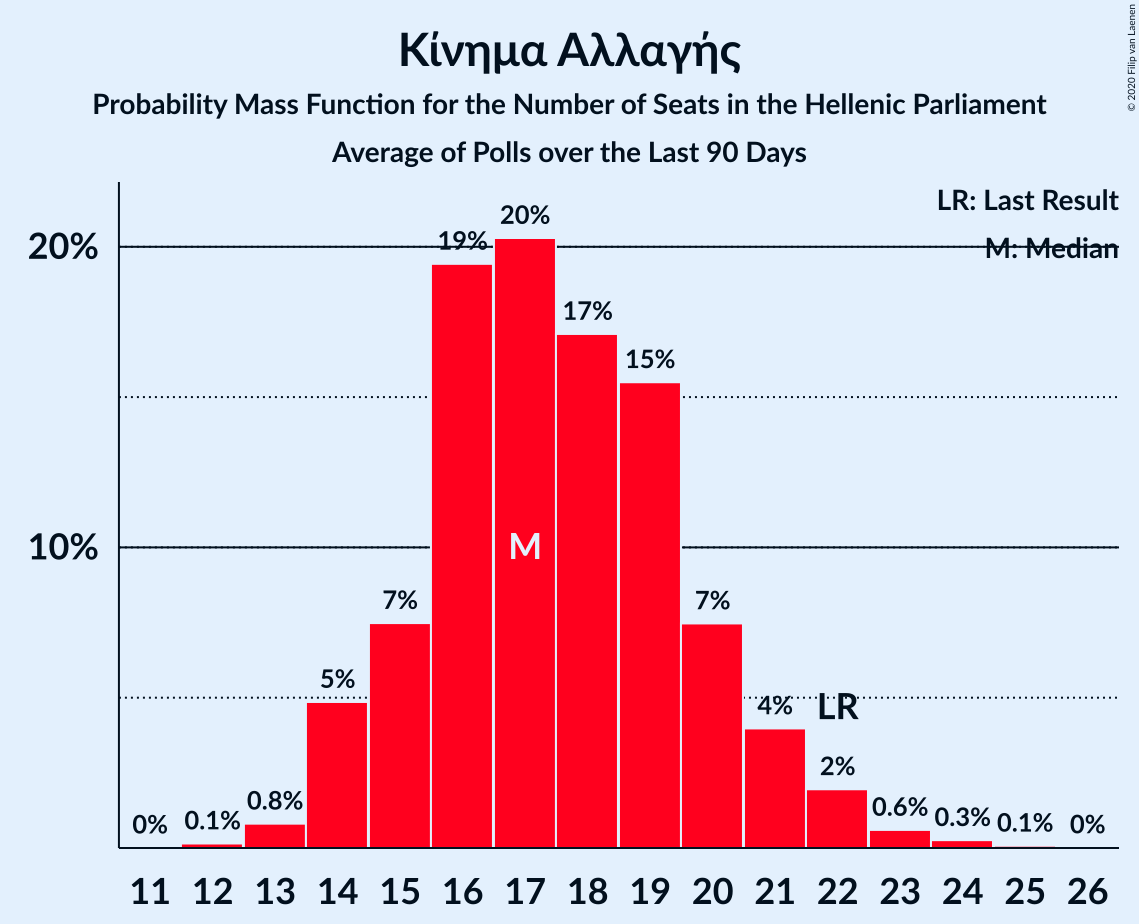 Κίνημα Αλλαγής
Probability Mass Function for the Number of Seats in the Hellenic Parliament
Average of Polls over the Last 90 Days
© 2020 Filip van Laenen
LR: Last Result
M: Median
20%
10%
0%
0.1%
0.8%
5%
7%
19%
20%
17%
15%
7%
4%
2%
0.6%
0.3%
0.1%
0%
M
LR
11 12 13 14 15 16 17 18 19 20 21 22 23 24 25 26